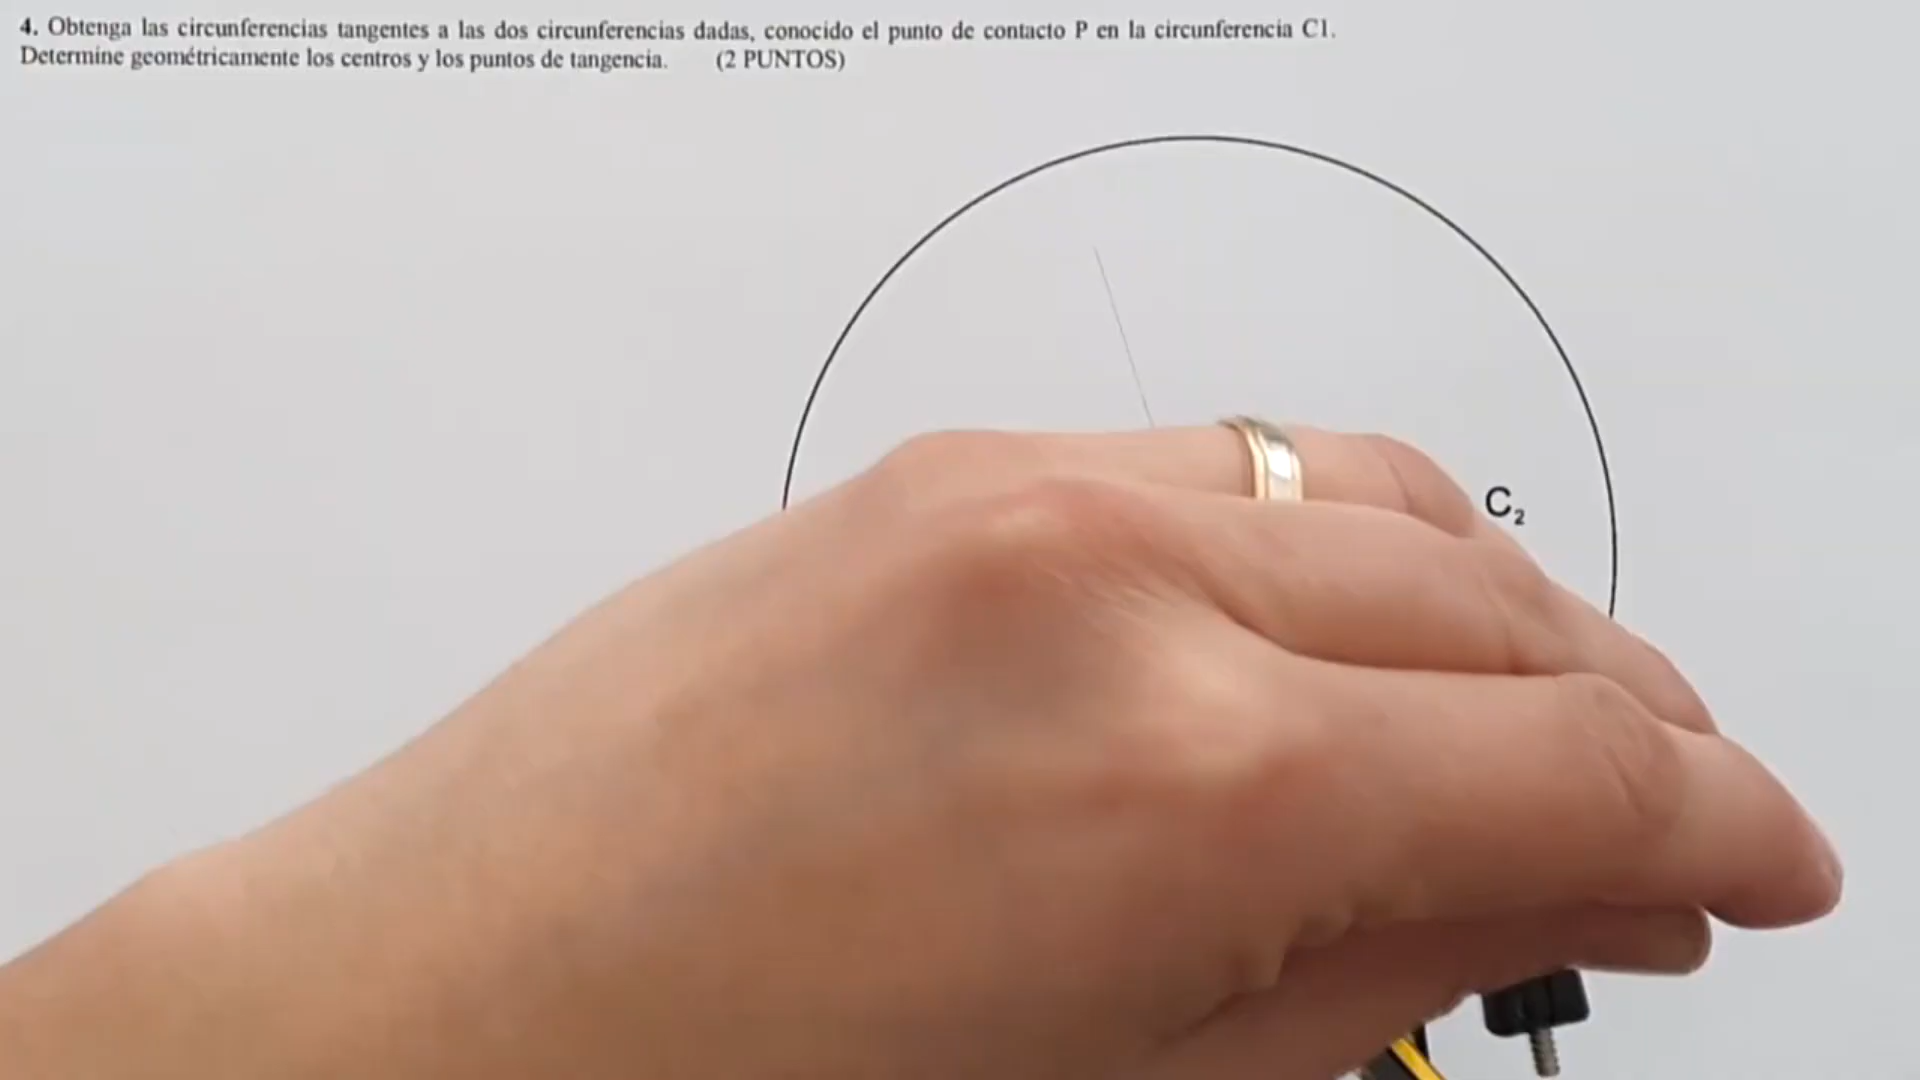 4. Obtenga las circunferencias tangentes a las dos circunferencias dadas, conocido el punto de contacto P en la circunferencia C1.
Determine geométricamente los centros y los puntos de tangencia. (2 PUNTOS)
C₂